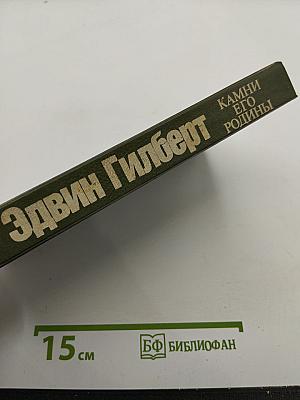 Эдвин Гилберт
КАМНИ
ЕГО
РОДИНЫ
15 см
БФ БИБЛИОФАН